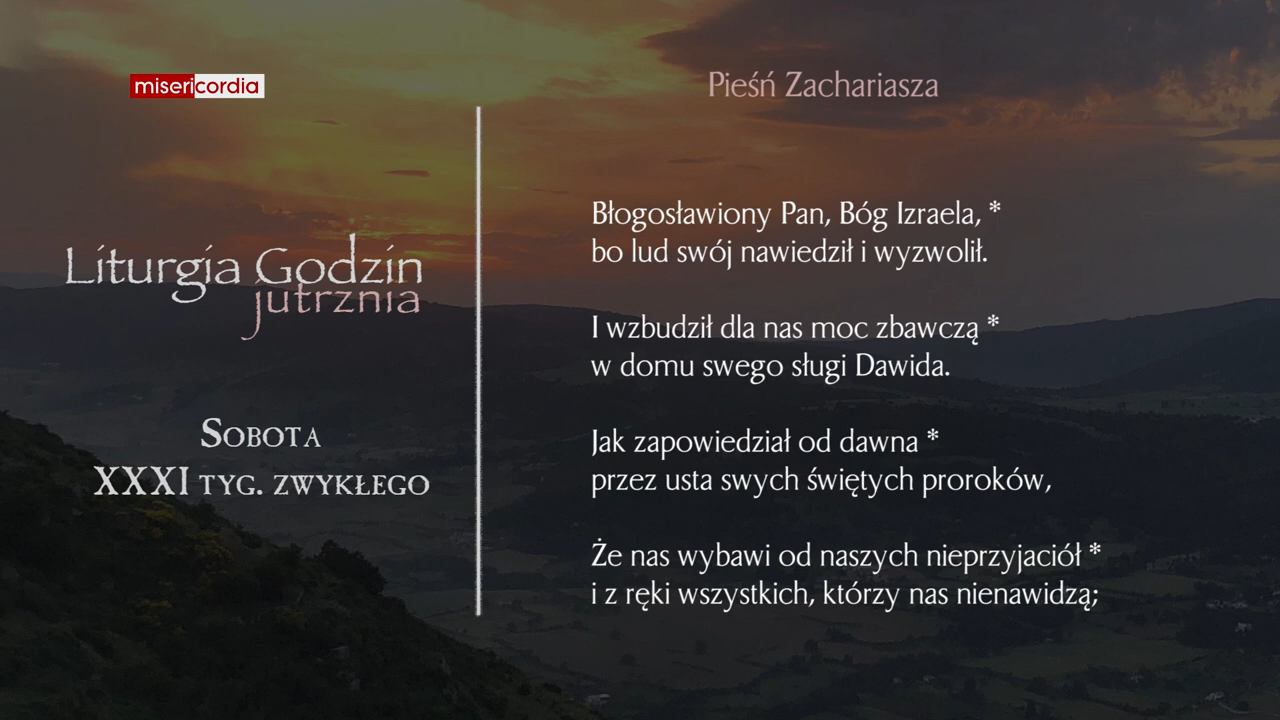 misericordia
Liturgia Godzin
jutrznia
Sobota
XXXI tyg. zwykłego
Pieśń Zachariasza
Błogosławiony Pan, Bóg Izraela, *
bo lud swój nawiedził i wyzwolił.
I wzbudził dla nas moc zbawczą *
w domu swego sługi Dawida.
Jak zapowiedział od dawna *
przez usta swych świętych proroków,
Że nas wybawi od naszych nieprzyjaciół *
i z ręki wszystkich, którzy nas nienawidzą;